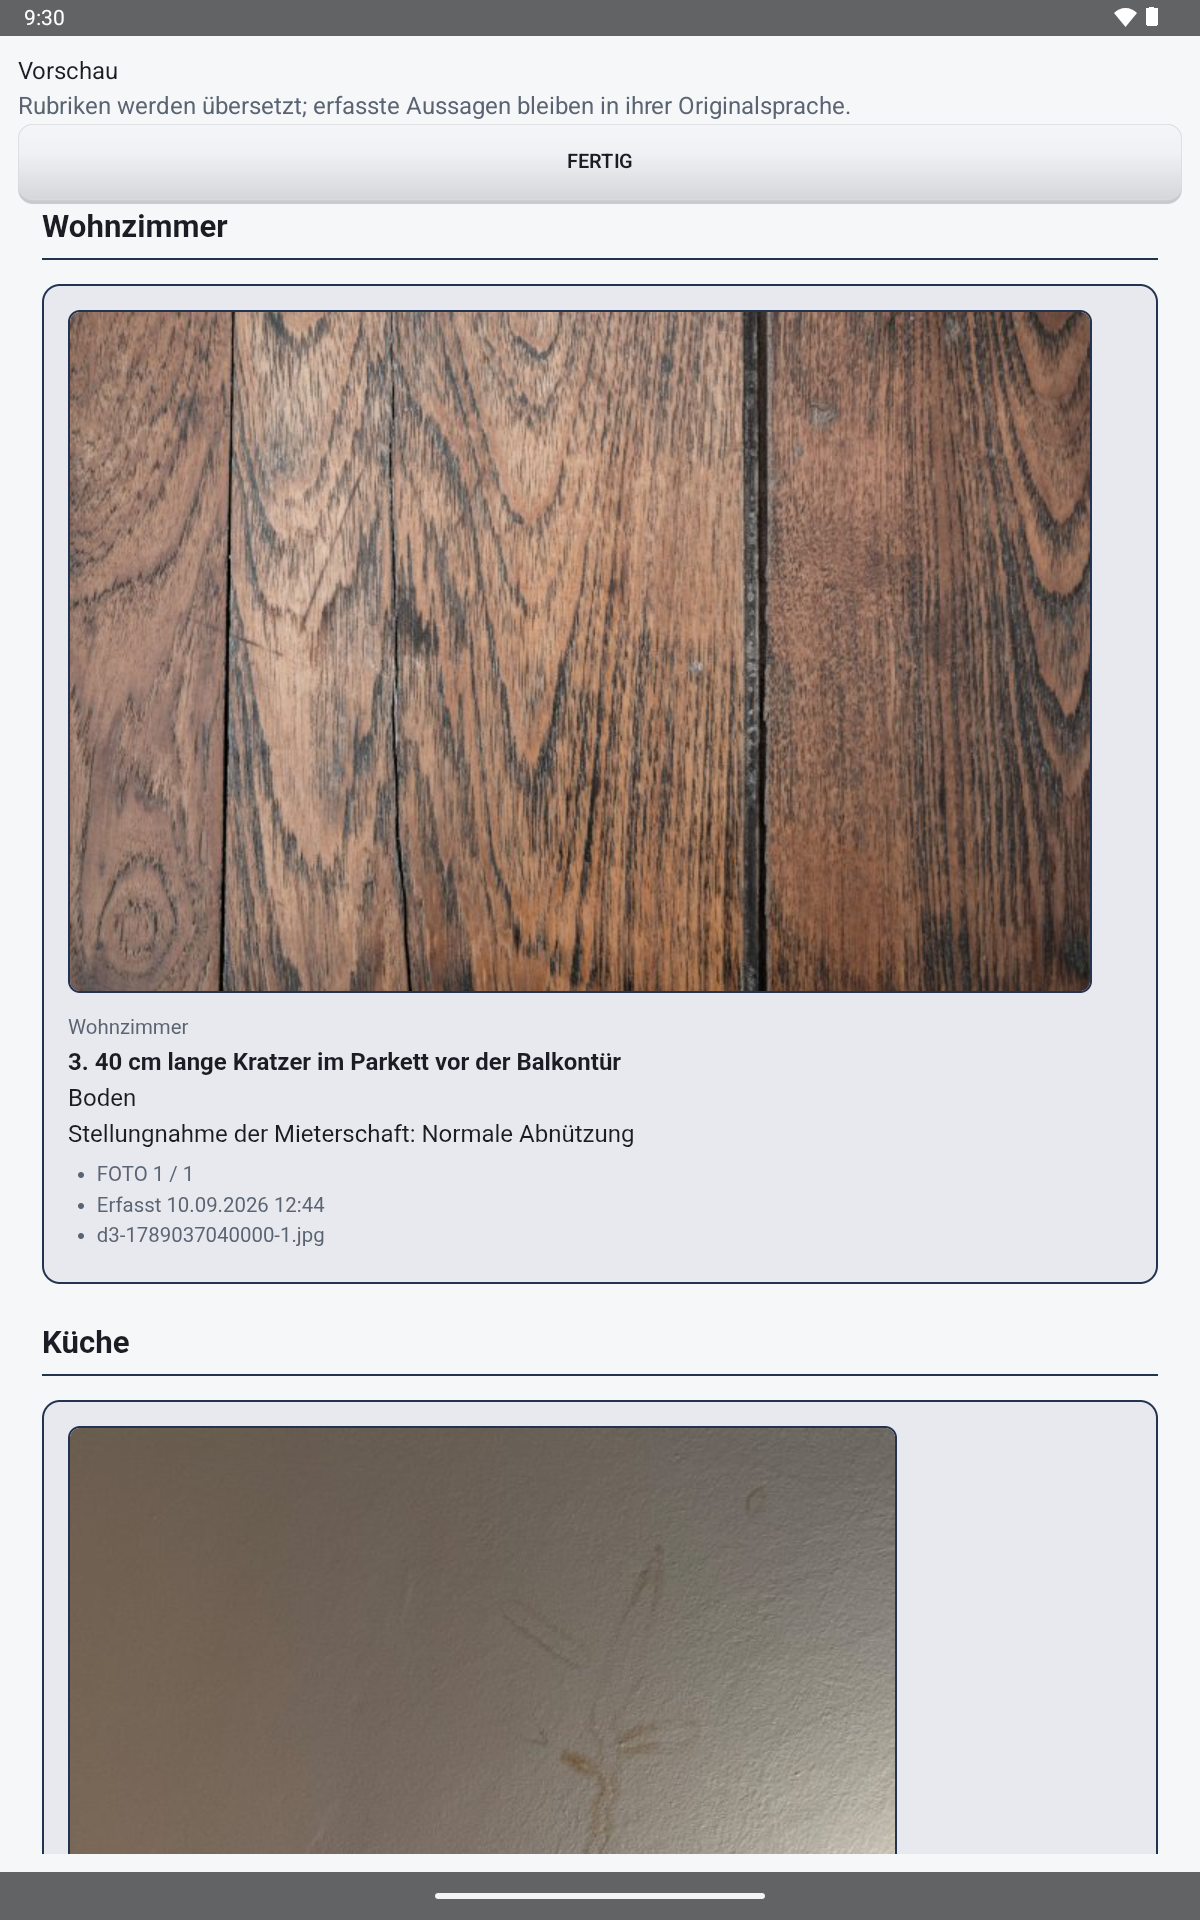 9:30
Vorschau
Rubriken werden übersetzt; erfasste Aussagen bleiben in ihrer Originalsprache.
FERTIG
Wohnzimmer
Wohnzimmer
3. 40 cm lange Kratzer im Parkett vor der Balkontür
Boden
Stellungnahme der Mieterschaft: Normale Abnützung
• FOTO 1 / 1
• Erfasst 10.09.2026 12:44
• d3-1789037040000-1.jpg
Küche